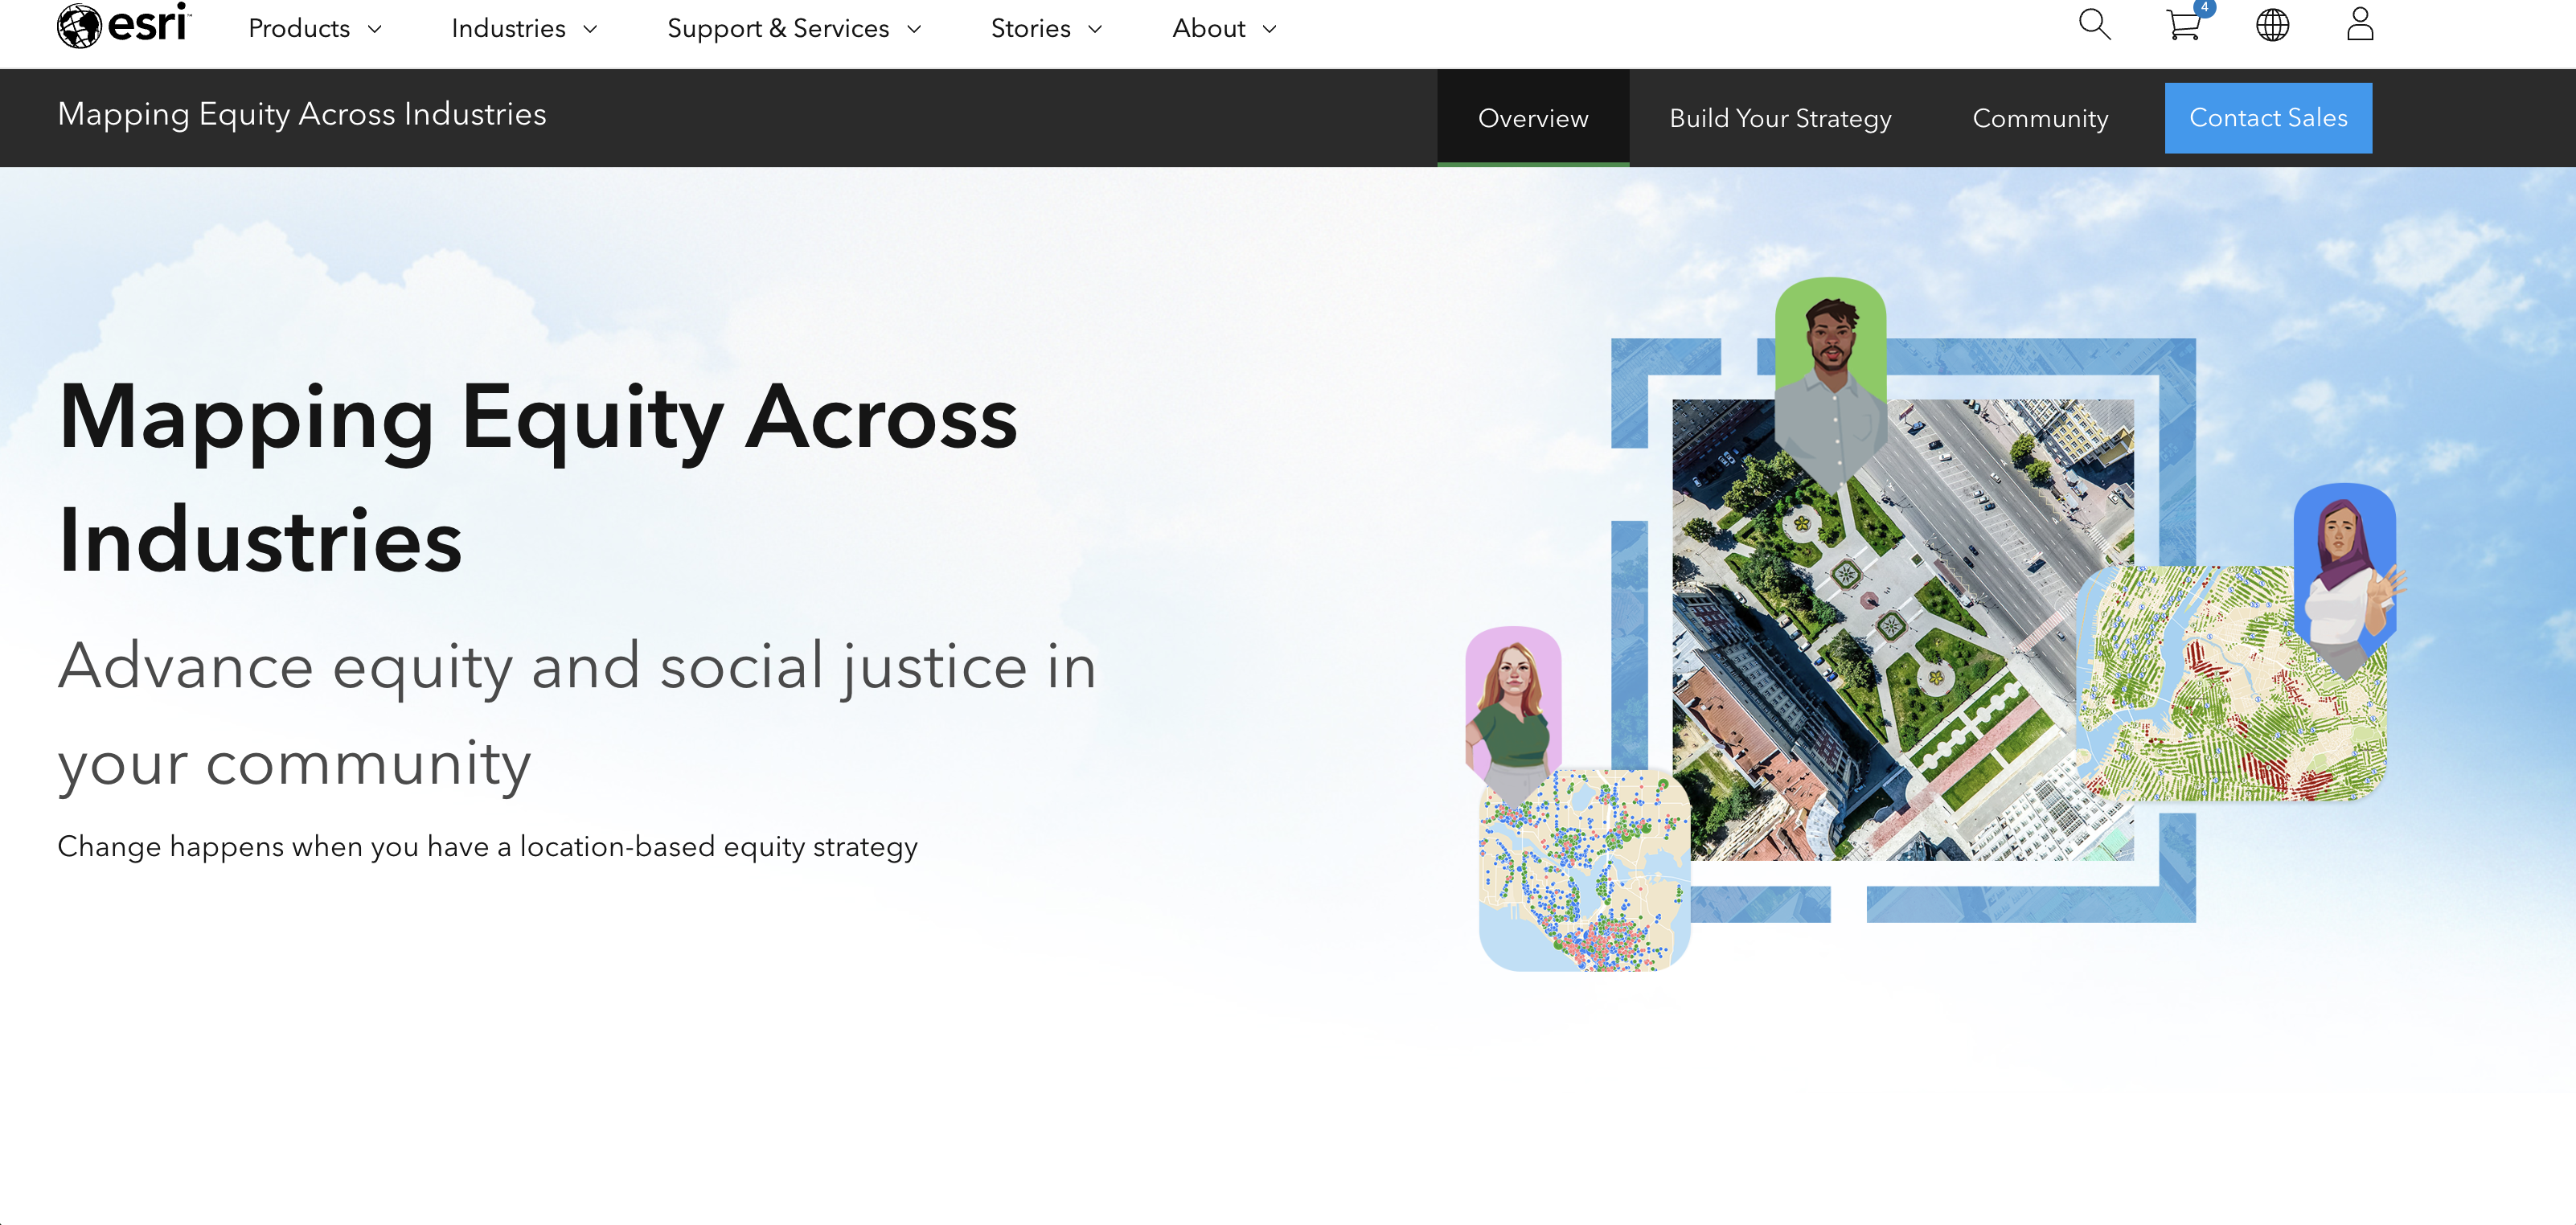 esri
Products
Industries
Support & Services
Stories
About
4
Mapping Equity Across Industries
Overview
Build Your Strategy
Community
Contact Sales
Mapping Equity Across
Industries
Advance equity and social justice in
your community
Change happens when you have a location-based equity strategy